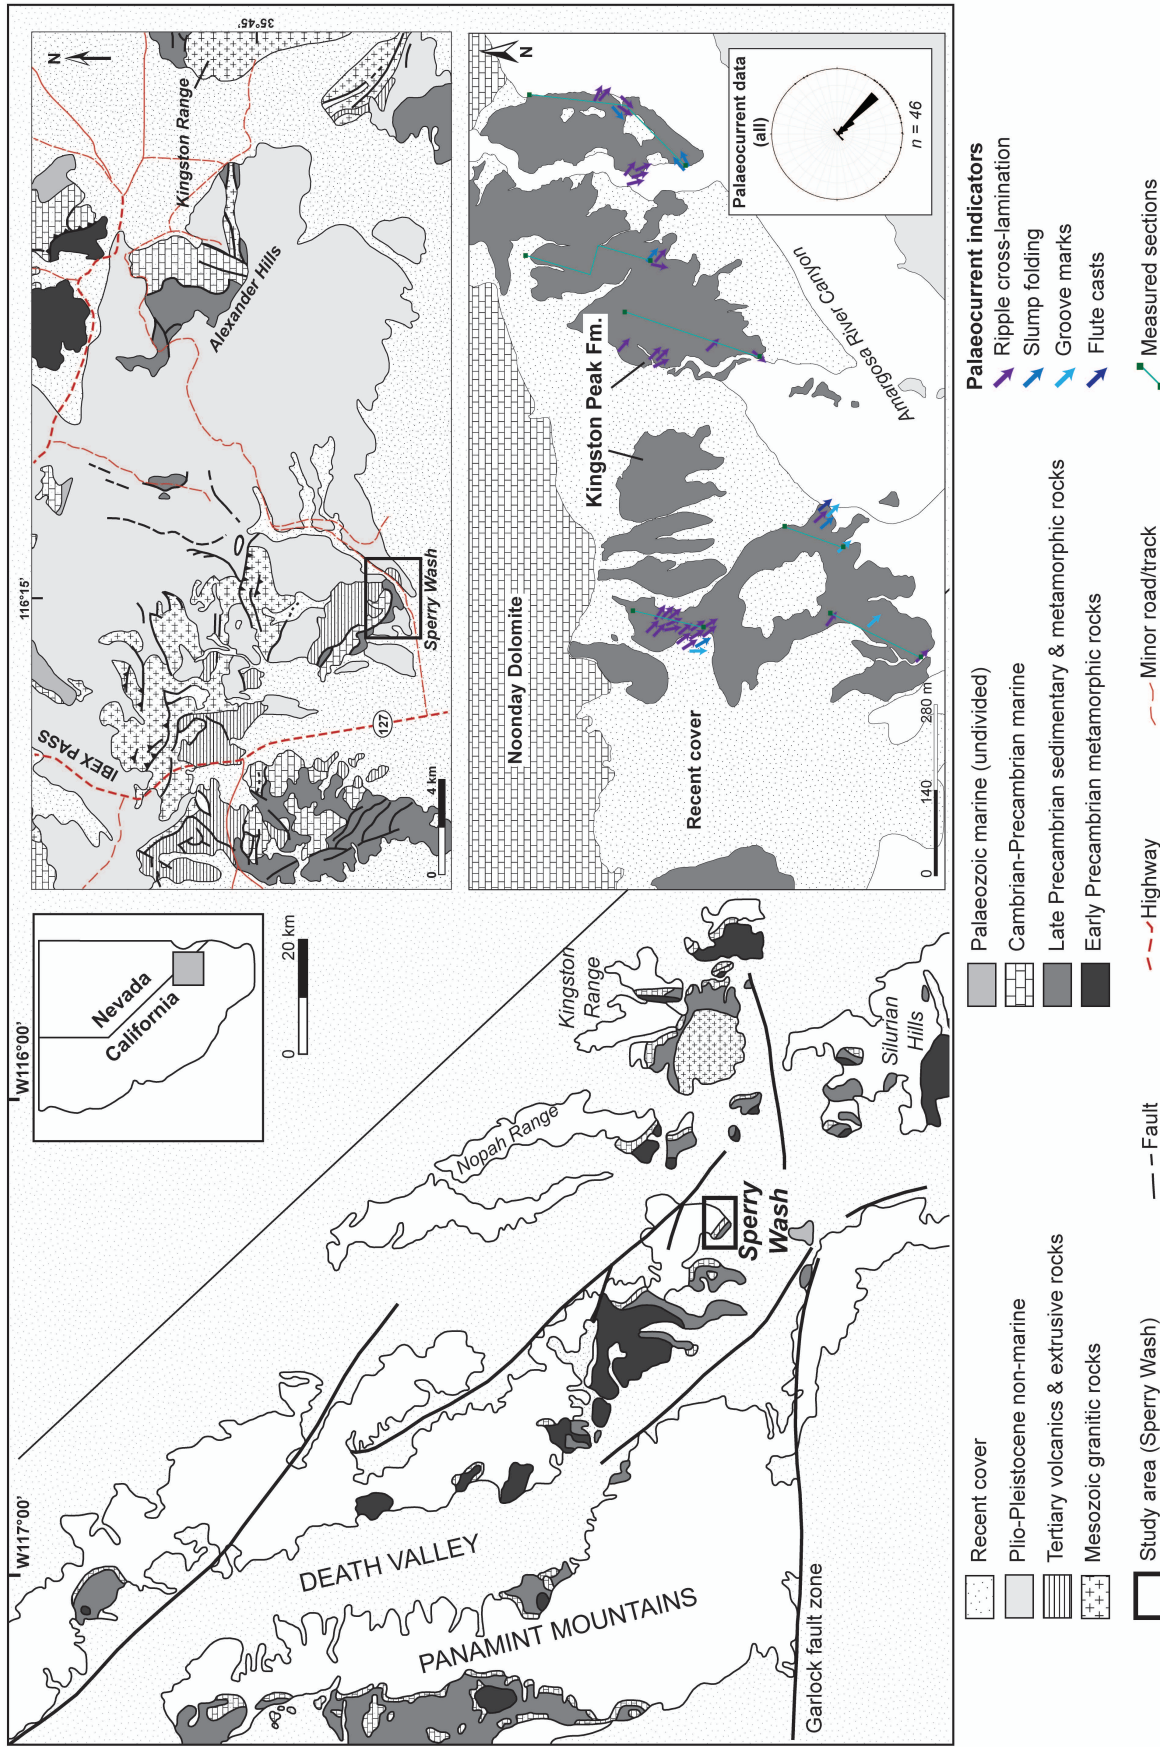 W117°00'
W116°00'
Nevada
California
0
20 km
DEATH VALLEY
PANAMINT MOUNTAINS
Garlock fault zone
Nopah Range
Kingston
Range
Sperry
Wash
Silurian
Hills
116°15'
35°45'
N
IBEX PASS
127
Kingston Range
Alexander Hills
Sperry Wash
0
4 km
N
Noonday Dolomite
Kingston Peak Fm.
Recent cover
Amargosa River Canyon
0
140
280 m
Palaeocurrent data
(all)
n = 46
Recent cover
Plio-Pleistocene non-marine
Tertiary volcanics & extrusive rocks
Mesozoic granitic rocks
Palaeozoic marine (undivided)
Cambrian-Precambrian marine
Late Precambrian sedimentary & metamorphic rocks
Early Precambrian metamorphic rocks
Palaeocurrent indicators
Ripple cross-lamination
Slump folding
Groove marks
Flute casts
Study area (Sperry Wash)
Fault
Highway
Minor road/track
Measured sections